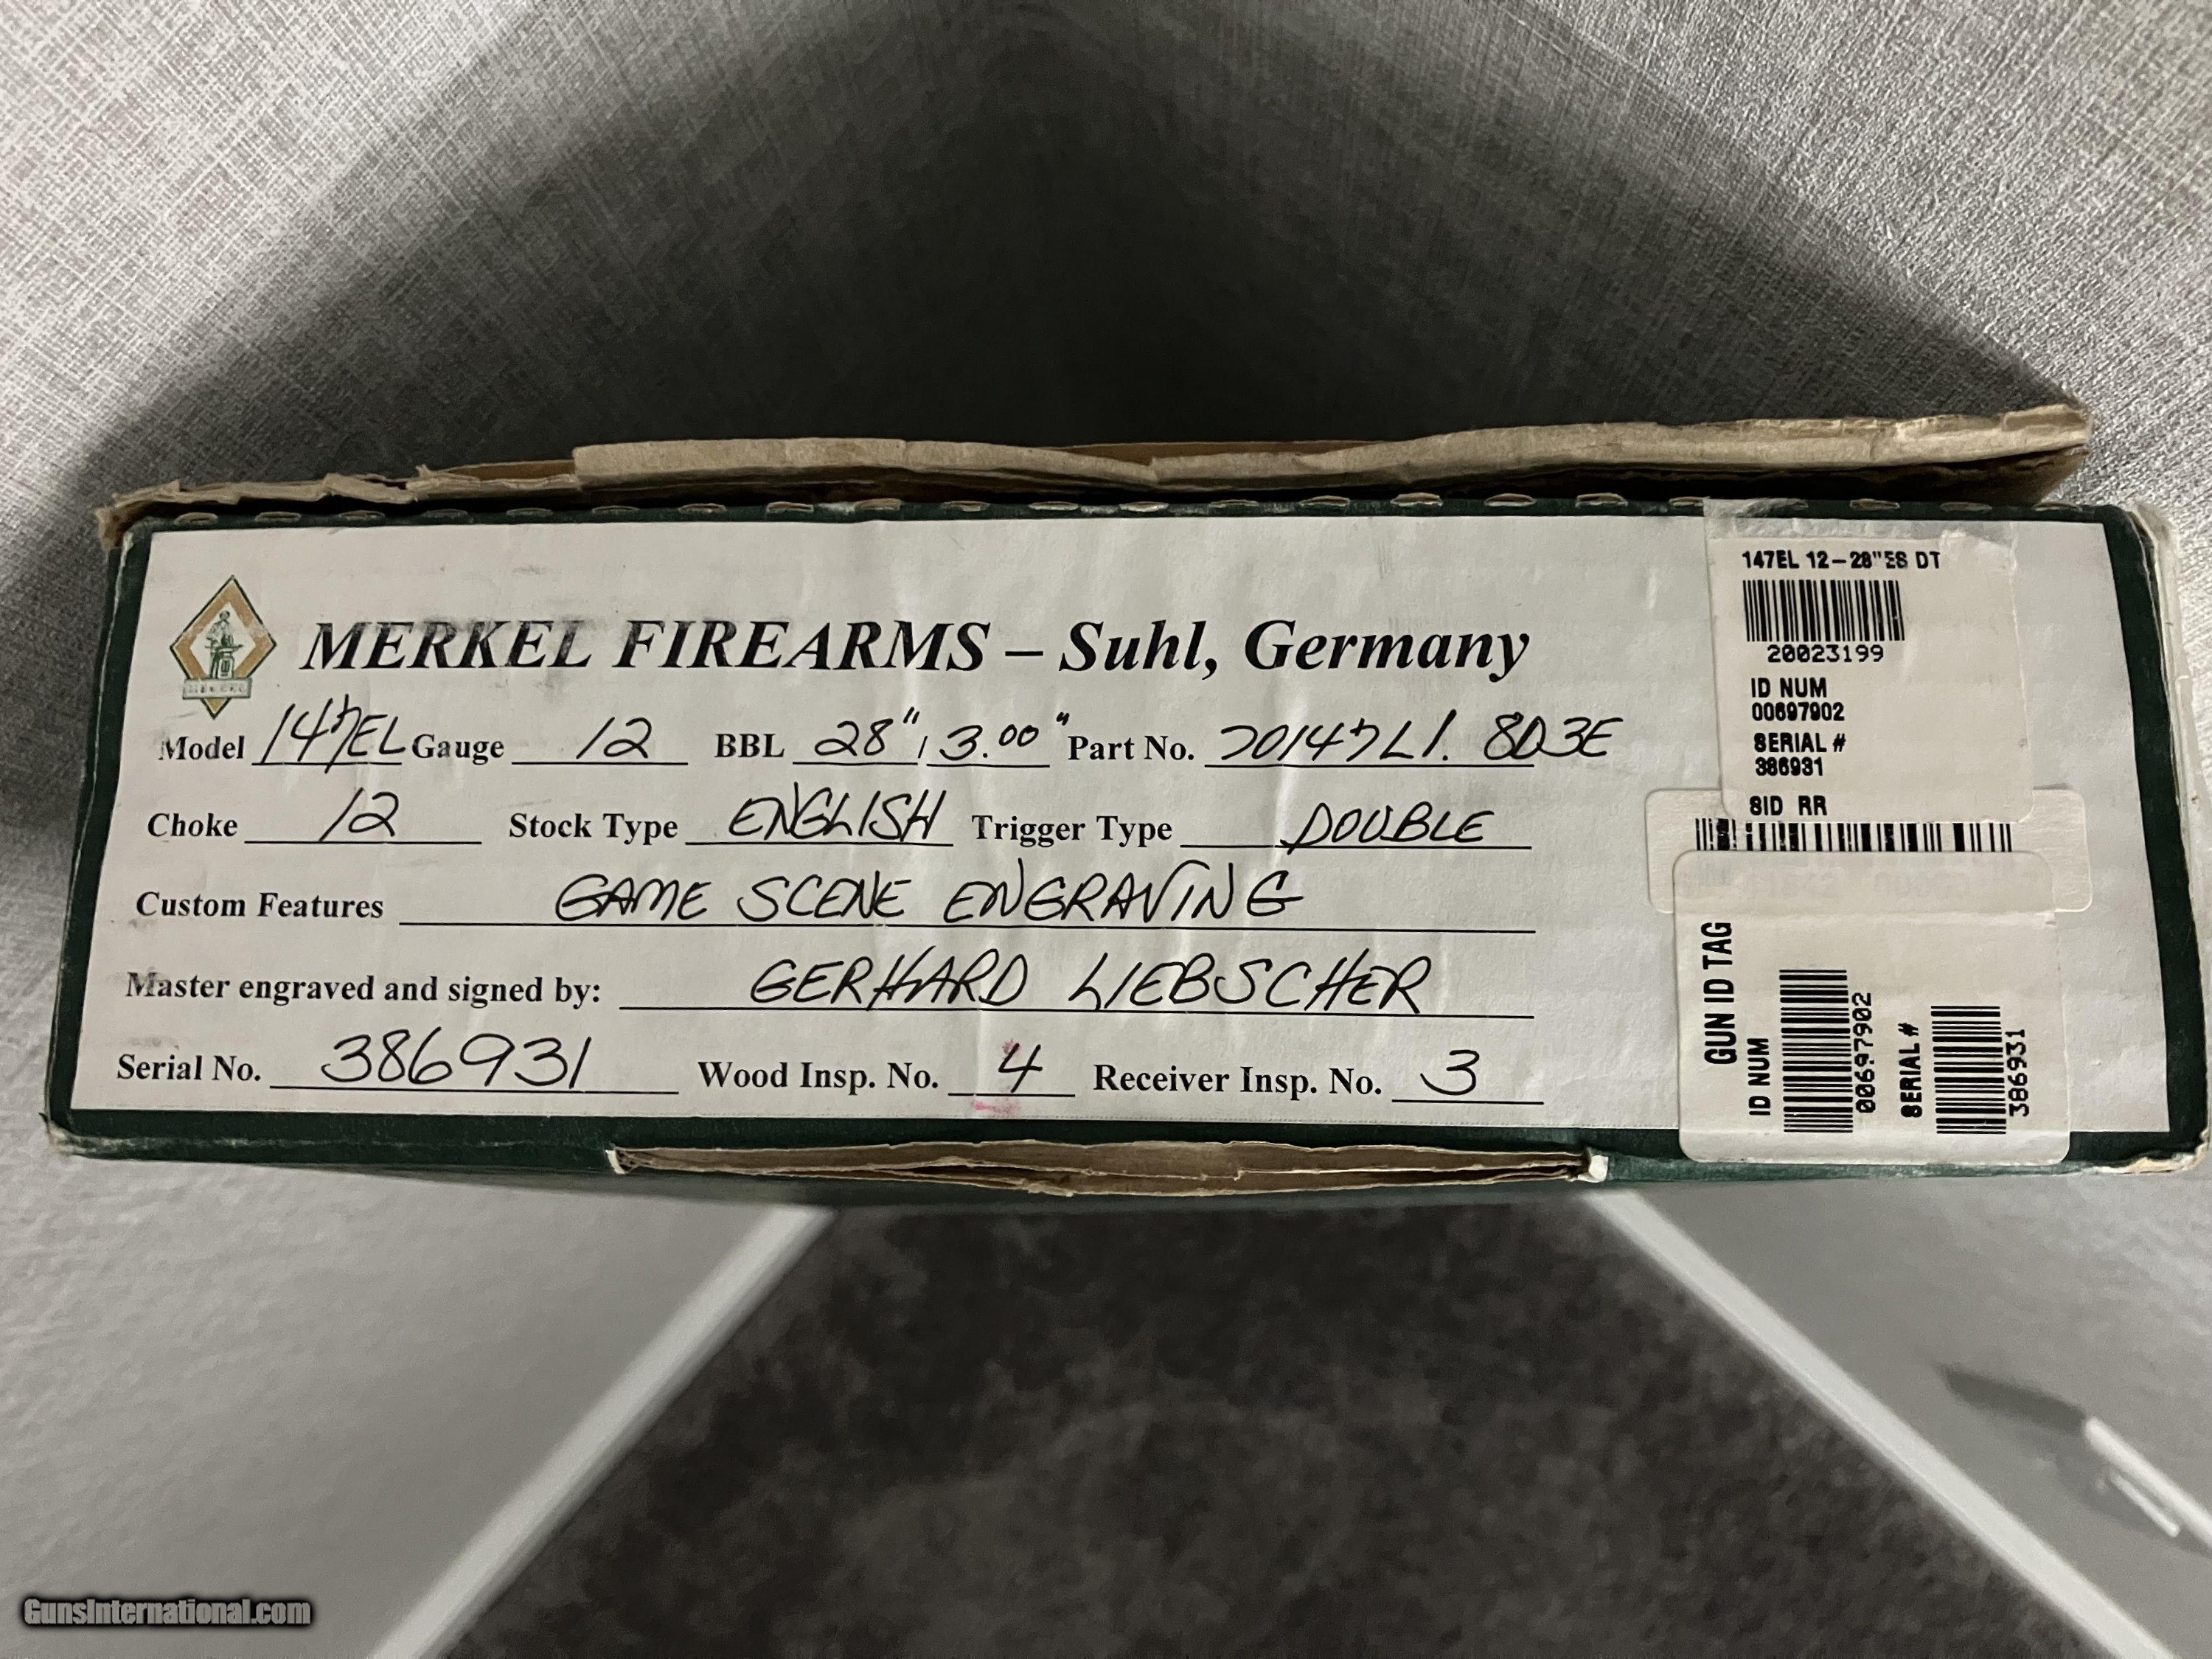 MERKEL FIREARMS – Suhl, Germany
Model 147EL Gauge 12 BBL 28", 3.00" Part No. 70147L1.8D3E
Choke 12 Stock Type ENGLISH Trigger Type DOUBLE
Custom Features GAME SCENE ENGRAVING
Master engraved and signed by: GERHARD LIEBSCHER
Serial No. 386931 Wood Insp. No. 4 Receiver Insp. No. 3
MERKEL
147EL 12-28"ES DT
20023199
ID NUM
00697902
SERIAL #
386931
SID RR
GUN ID TAG
ID NUM
00697902
SERIAL #
386931
GunsInternational.com